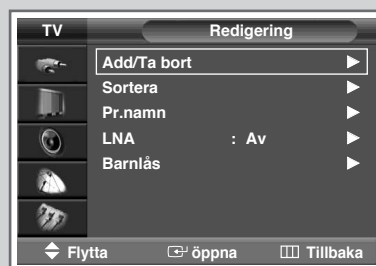 TV Redigering
Add/Ta bort
Sortera
Pr.namn
LNA : Av
Barnlås
Flytta öppna Tillbaka